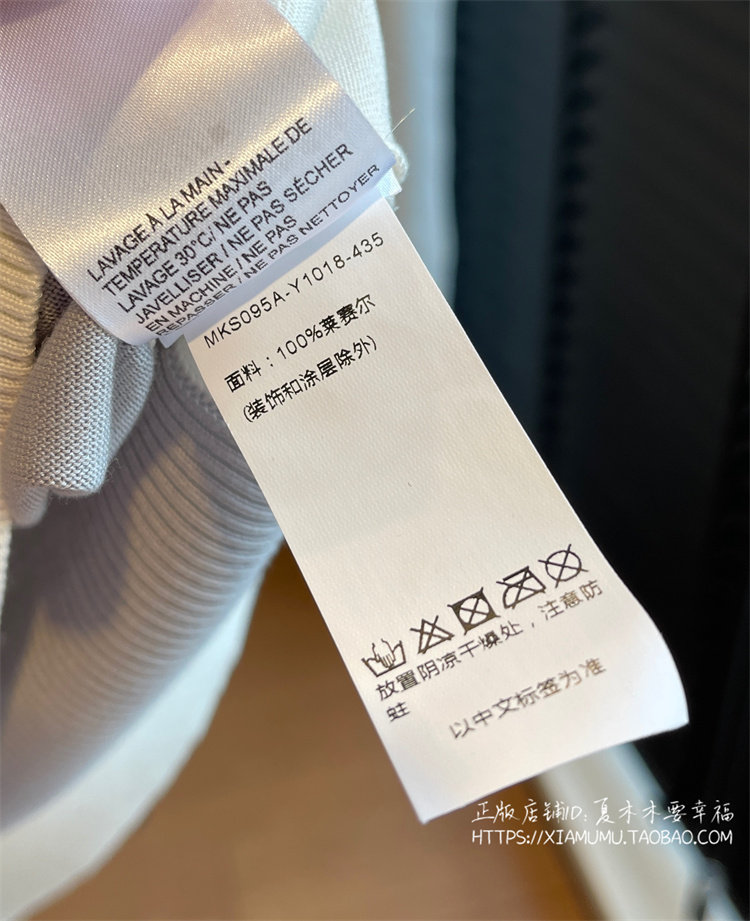 LAVAGE À LA MAIN -
TEMPERATURE MAXIMALE DE
LAVAGE 30°C/ NE PAS
JAVELLISER / NE PAS SÉCHER
EN MACHINE / NE PAS
REPASSER / NE PAS NETTOYER
MKS095A-Y1018-435
面料：100%莱赛尔
(装饰和涂层除外)
放置阴凉干燥处，注意防
蛀
以中文标签为准
正版店铺ID:夏木木要幸福
HTTPS://XIAMUMU.TAOBAO.COM